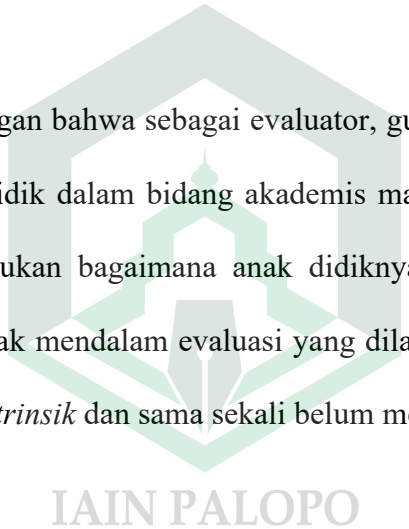 gan bahwa sebagai evaluator, gu
idik dalam bidang akademis ma
ukan bagaimana anak didiknya
ak mendalam evaluasi yang dila
trinsik dan sama sekali belum me
IAIN PALOPO